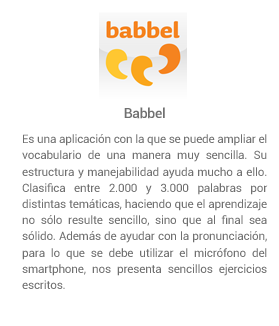 babbel
Babbel
Es una aplicación con la que se puede ampliar el
vocabulario de una manera muy sencilla. Su
estructura y manejabilidad ayuda mucho a ello.
Clasifica entre 2.000 y 3.000 palabras por
distintas temáticas, haciendo que el aprendizaje
no sólo resulte sencillo, sino que al final sea
sólido. Además de ayudar con la pronunciación,
para lo que se debe utilizar el micrófono del
smartphone, nos presenta sencillos ejercicios
escritos.